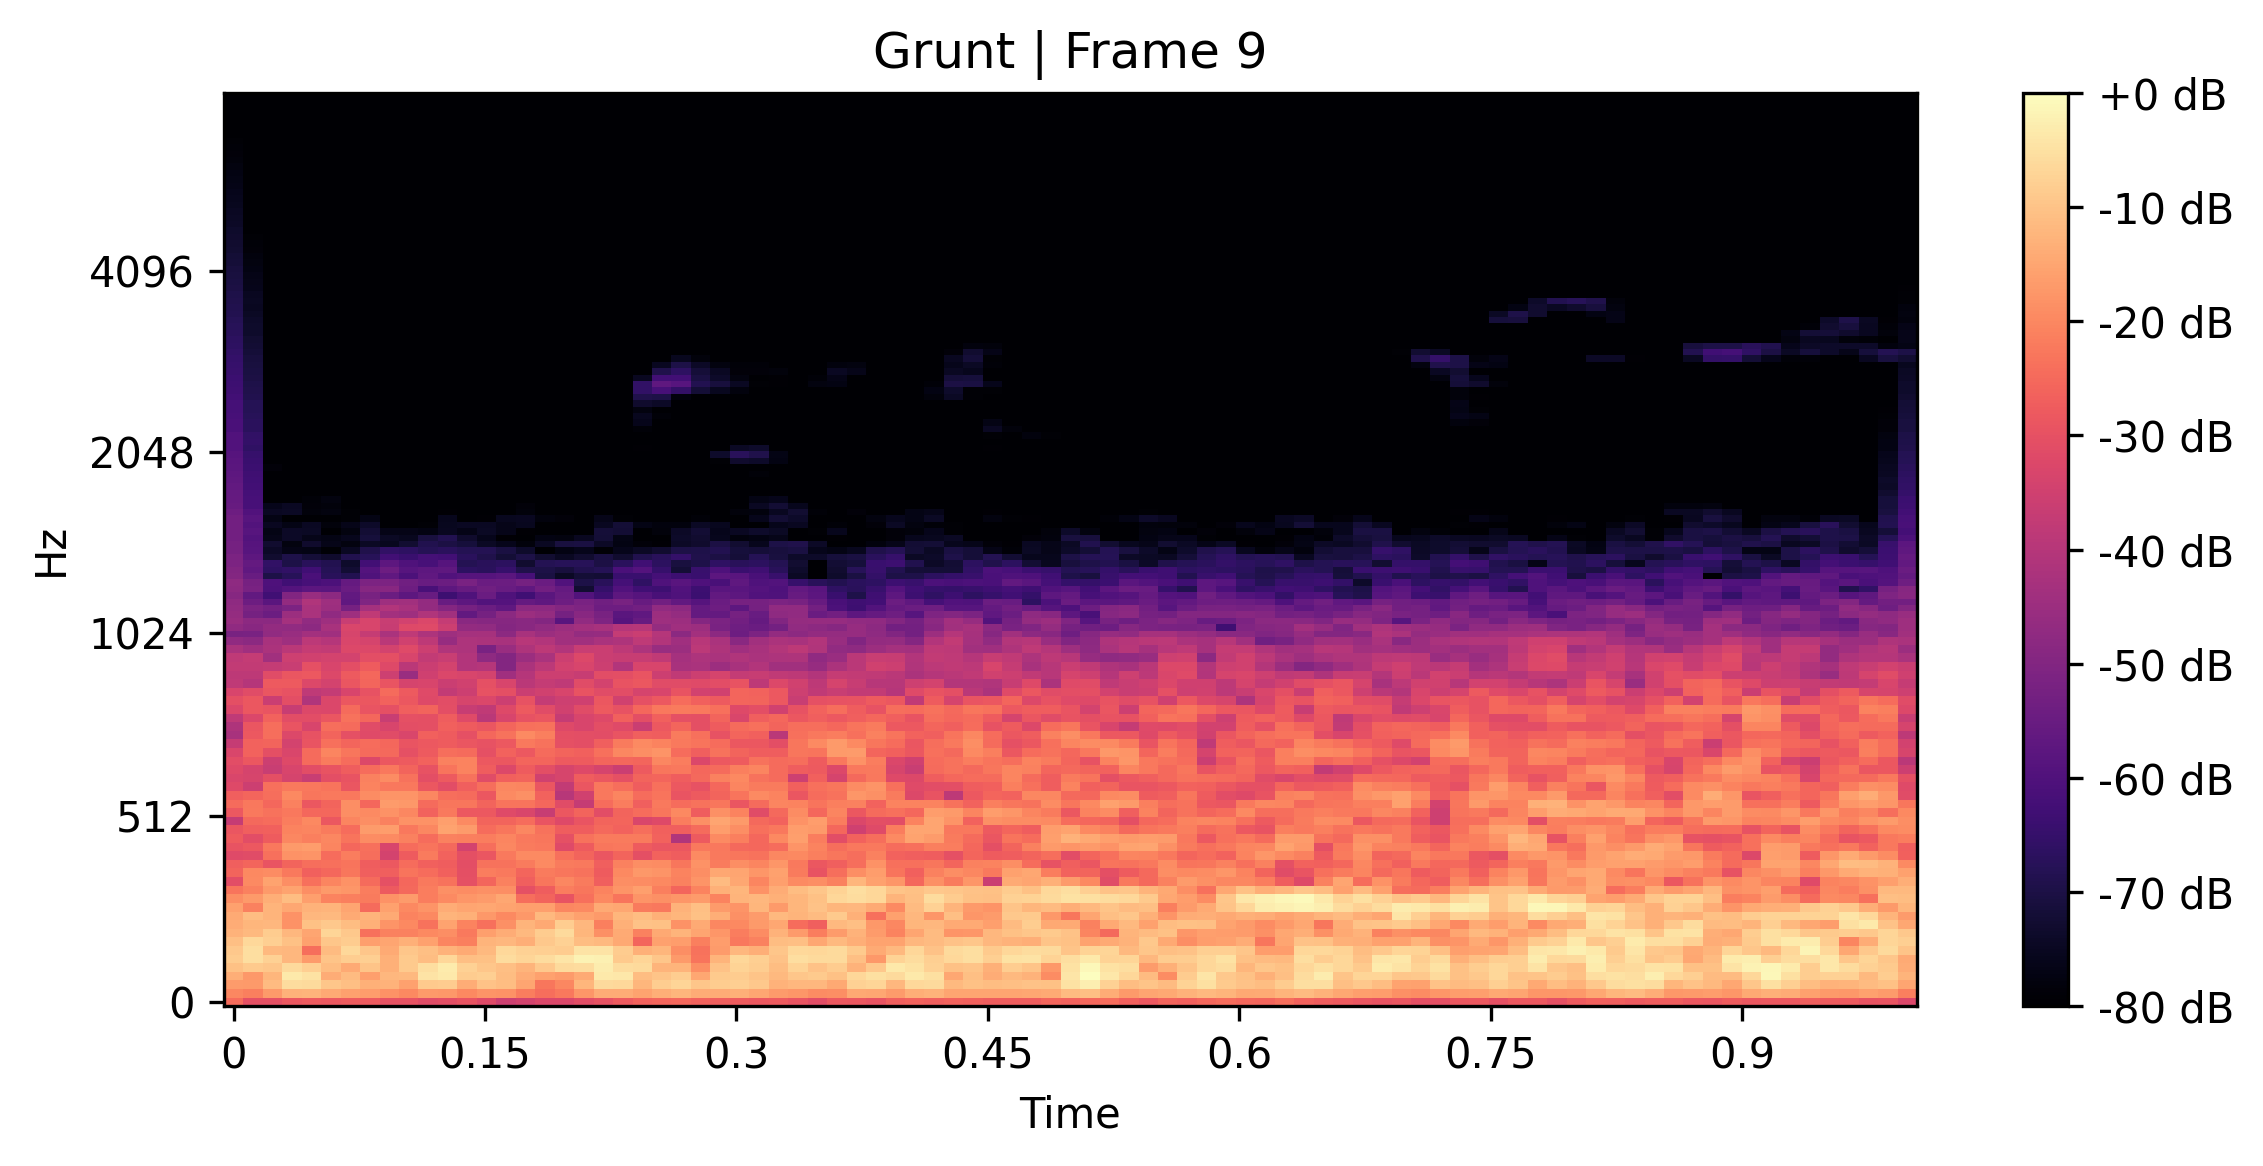 Grunt | Frame 9
+0 dB
-10 dB
-20 dB
-30 dB
-40 dB
-50 dB
-60 dB
-70 dB
-80 dB
Hz
4096
2048
1024
512
0
0 0.15 0.3 0.45 0.6 0.75 0.9
Time